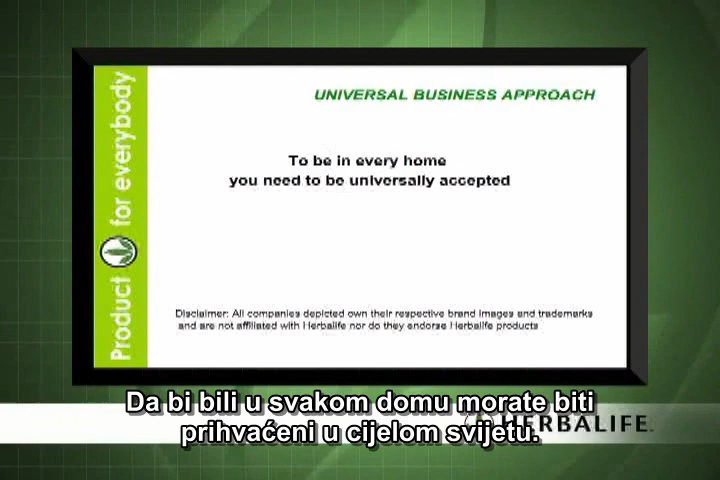 Product for everybody
UNIVERSAL BUSINESS APPROACH
To be in every home
you need to be universally accepted
Disclaimer: All companies depicted own their respective brand images and trademarks
and are not affiliated with Herbalife nor do they endorse Herbalife products
Da bi bili u svakom domu morate biti
prihvaćeni u cijelom svijetu.
HERBALIFE